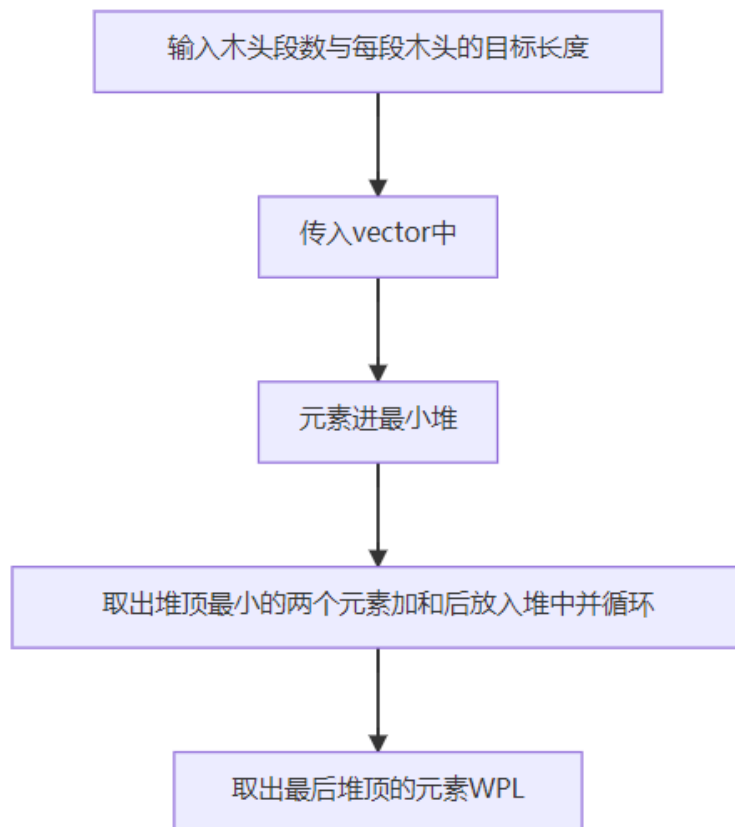 输入木头段数与每段木头的目标长度
传入vector中
元素进最小堆
取出堆顶最小的两个元素加和后放入堆中并循环
取出最后堆顶的元素WPL